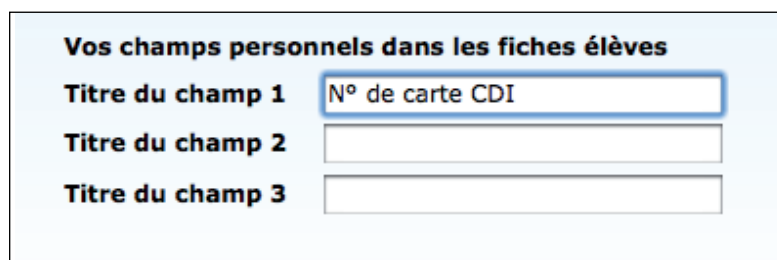 Vos champs personnels dans les fiches élèves
Titre du champ 1 N° de carte CDI
Titre du champ 2
Titre du champ 3